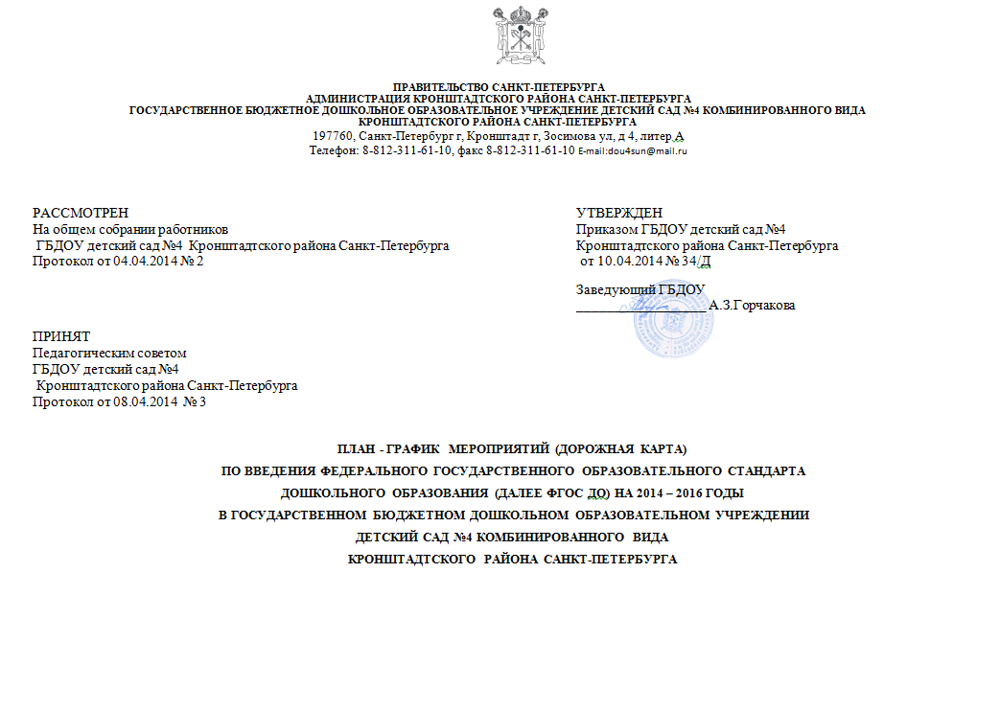 ПРАВИТЕЛЬСТВО САНКТ-ПЕТЕРБУРГА
АДМИНИСТРАЦИЯ КРОНШТАДТСКОГО РАЙОНА САНКТ-ПЕТЕРБУРГА
ГОСУДАРСТВЕННОЕ БЮДЖЕТНОЕ ДОШКОЛЬНОЕ ОБРАЗОВАТЕЛЬНОЕ УЧРЕЖДЕНИЕ ДЕТСКИЙ САД №4 КОМБИНИРОВАННОГО ВИДА
КРОНШТАДТСКОГО РАЙОНА САНКТ-ПЕТЕРБУРГА
197760, Санкт-Петербург г, Кронштадт г, Зосимова ул, д 4, литер А
Телефон: 8-812-311-61-10, факс 8-812-311-61-10 E-mail:dou4sun@mail.ru
РАССМОТРЕН
На общем собрании работников
ГБДОУ детский сад №4 Кронштадтского района Санкт-Петербурга
Протокол от 04.04.2014 № 2
УТВЕРЖДЕН
Приказом ГБДОУ детский сад №4
Кронштадтского района Санкт-Петербурга
от 10.04.2014 № 34/Д
Заведующий ГБДОУ
___________________ А.З.Горчакова
ПРИНЯТ
Педагогическим советом
ГБДОУ детский сад №4
Кронштадтского района Санкт-Петербурга
Протокол от 08.04.2014 № 3
ПЛАН - ГРАФИК МЕРОПРИЯТИЙ (ДОРОЖНАЯ КАРТА)
ПО ВВЕДЕНИЯ ФЕДЕРАЛЬНОГО ГОСУДАРСТВЕННОГО ОБРАЗОВАТЕЛЬНОГО СТАНДАРТА
ДОШКОЛЬНОГО ОБРАЗОВАНИЯ (ДАЛЕЕ ФГОС ДО) НА 2014 – 2016 ГОДЫ
В ГОСУДАРСТВЕННОМ БЮДЖЕТНОМ ДОШКОЛЬНОМ ОБРАЗОВАТЕЛЬНОМ УЧРЕЖДЕНИИ
ДЕТСКИЙ САД №4 КОМБИНИРОВАННОГО ВИДА
КРОНШТАДТСКОГО РАЙОНА САНКТ-ПЕТЕРБУРГА